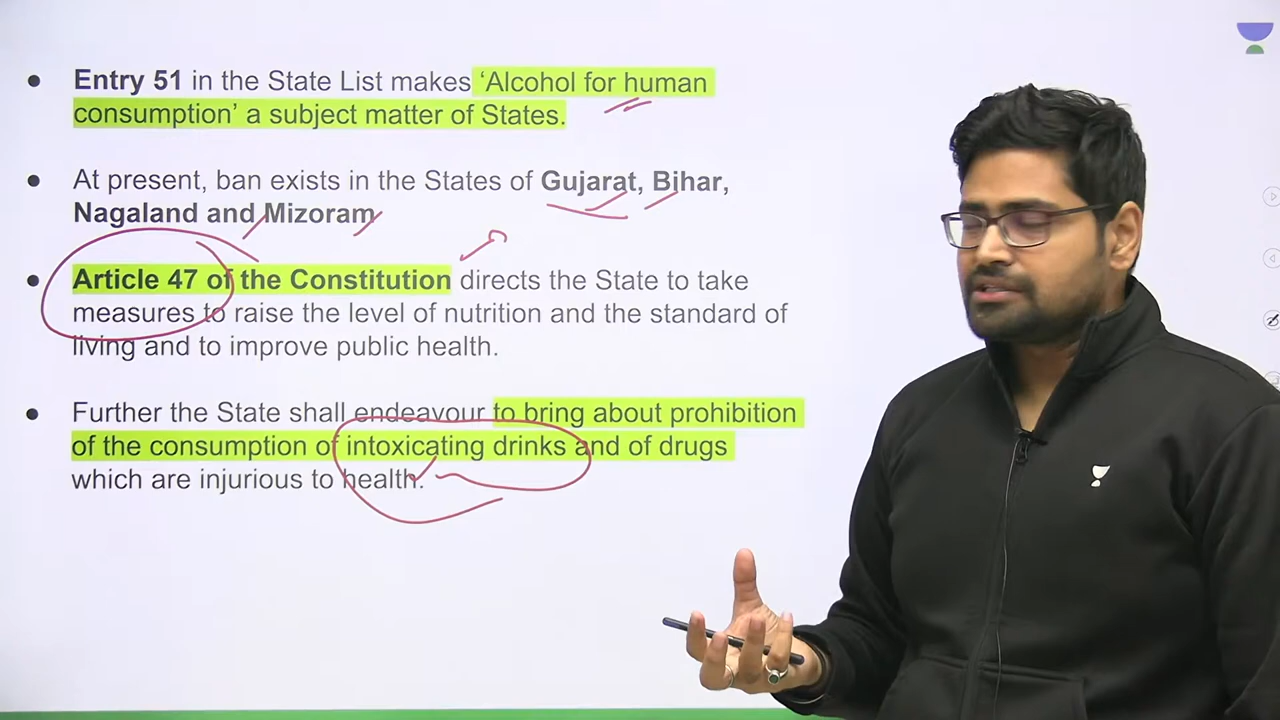 ● Entry 51 in the State List makes ‘Alcohol for human
consumption’ a subject matter of States.
● At present, ban exists in the States of Gujarat, Bihar,
Nagaland and Mizoram
● Article 47 of the Constitution directs the State to take
measures to raise the level of nutrition and the standard of
living and to improve public health.
● Further the State shall endeavour to bring about prohibition
of the consumption of intoxicating drinks and of drugs
which are injurious to health.